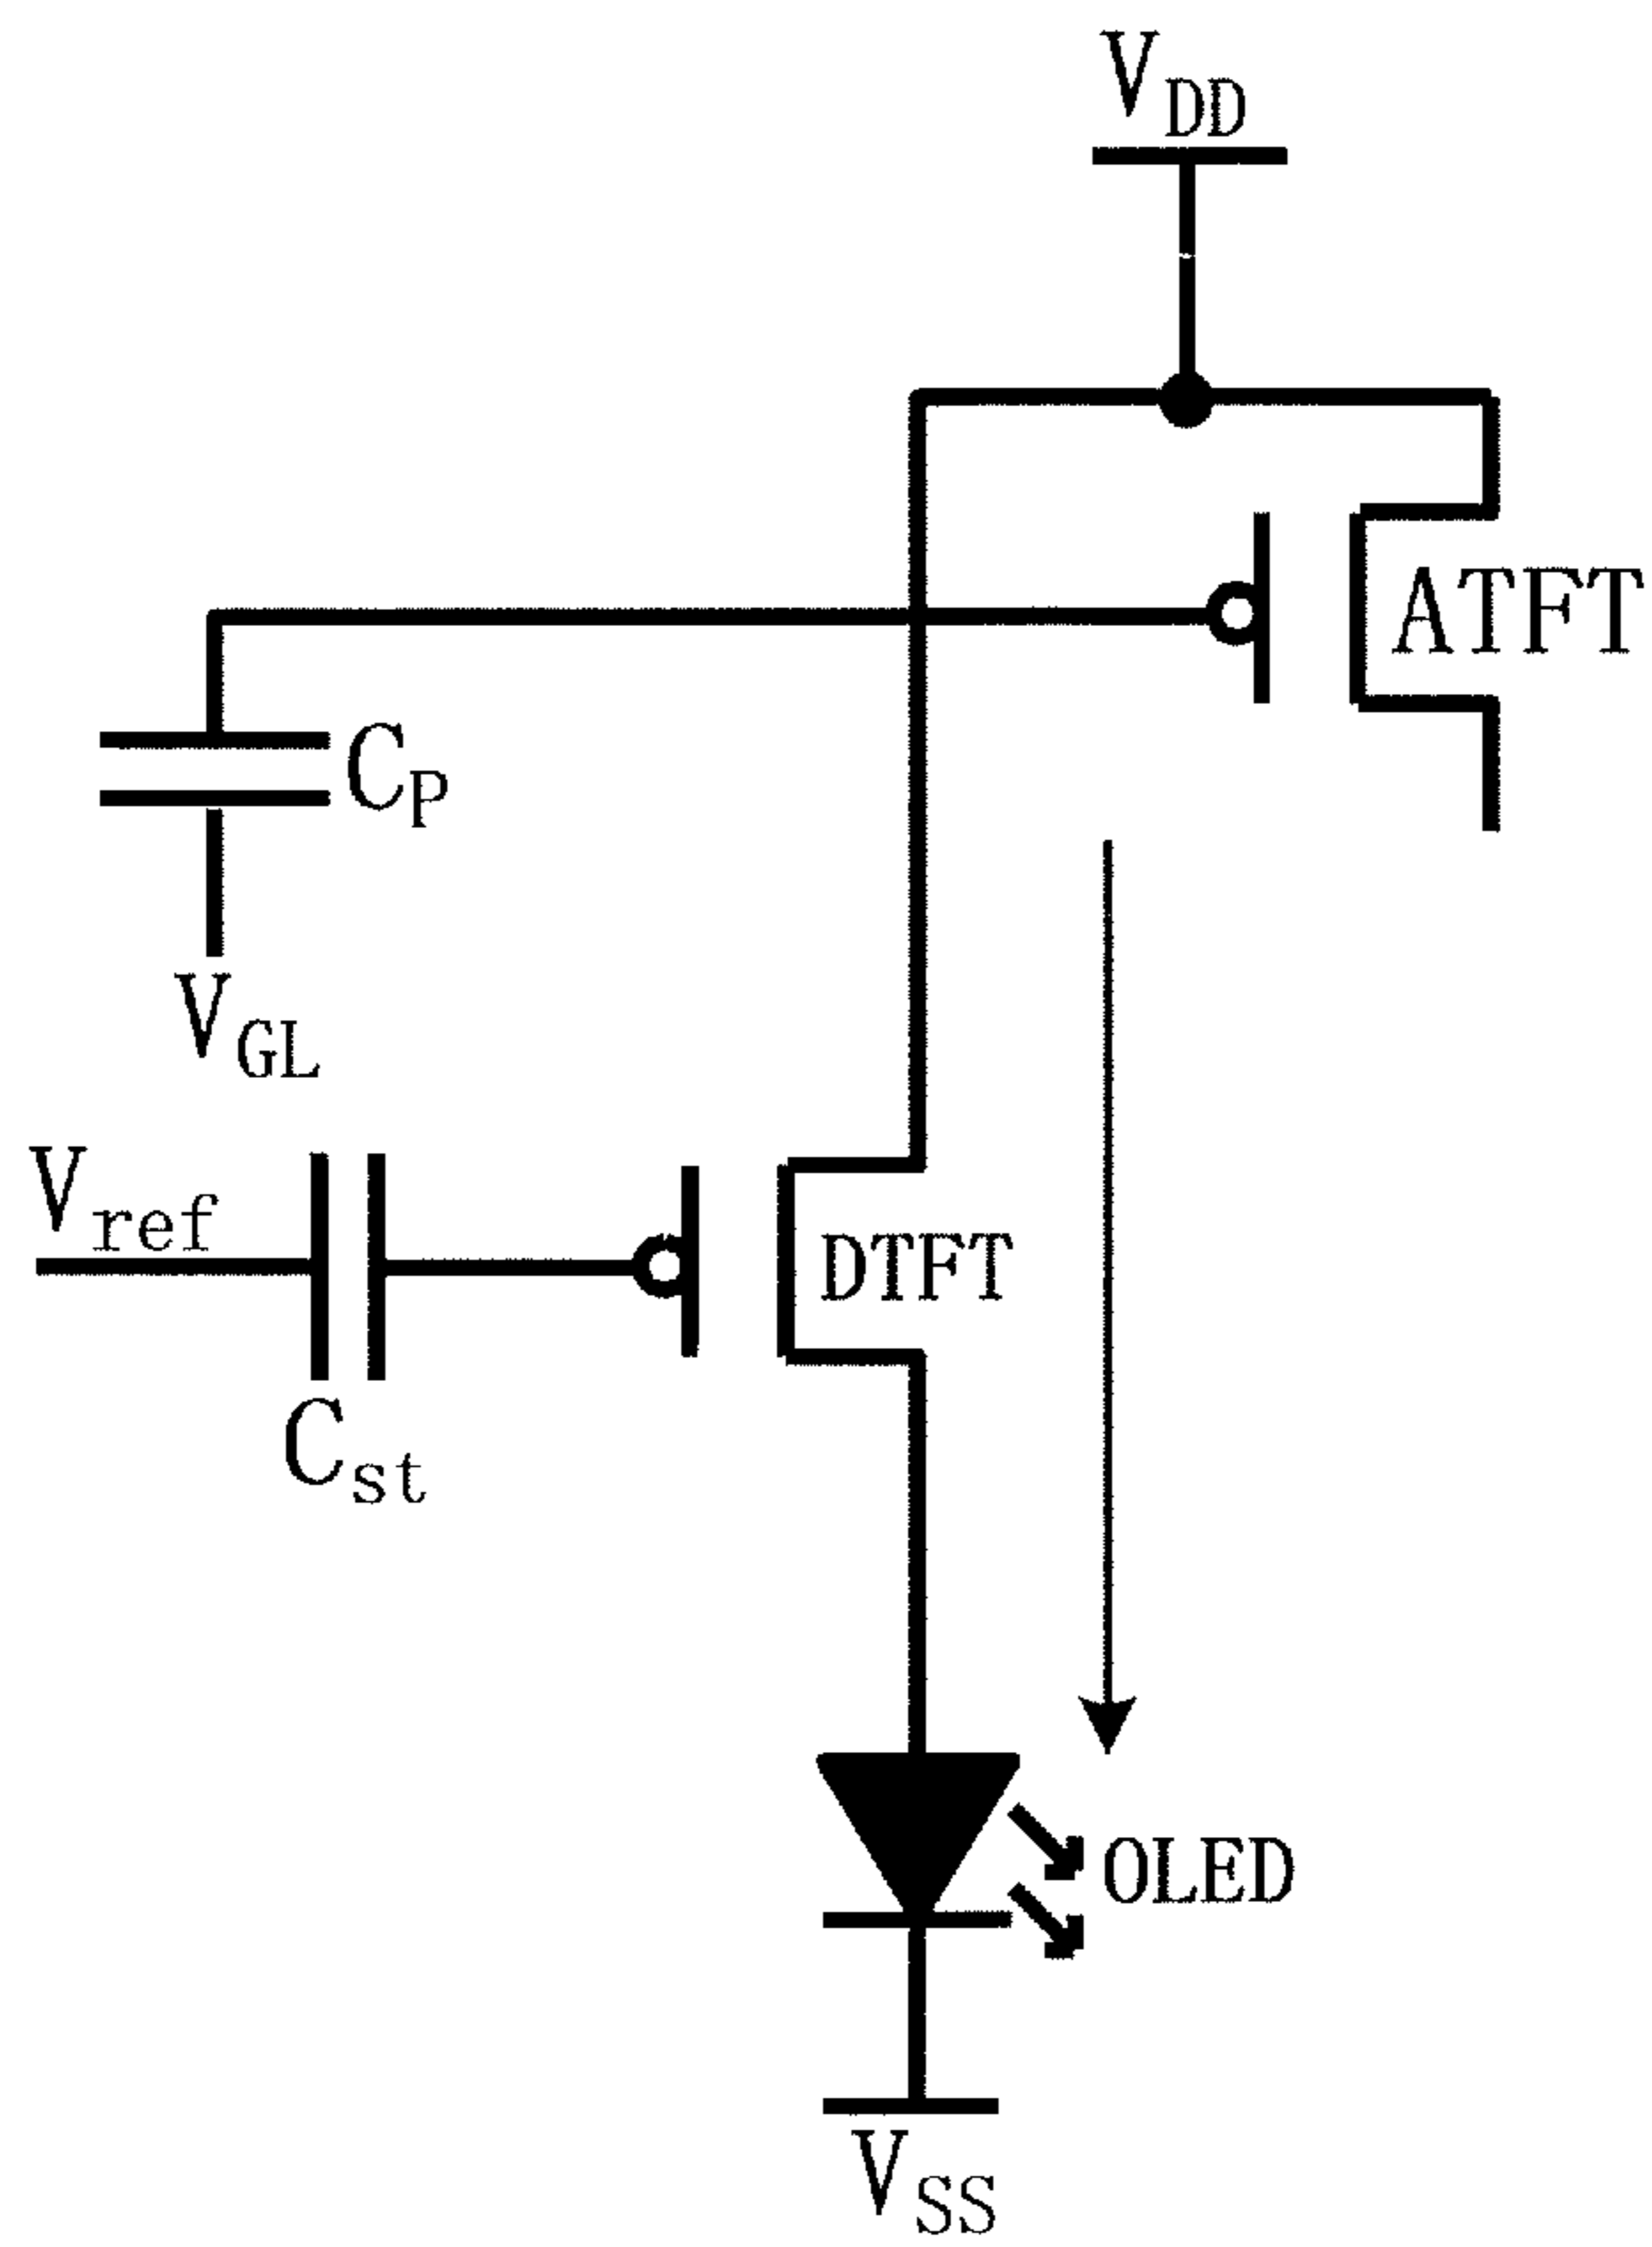 VDD
ATFT
CP
VGL
Vref
DTFT
Cst
OLED
VSS